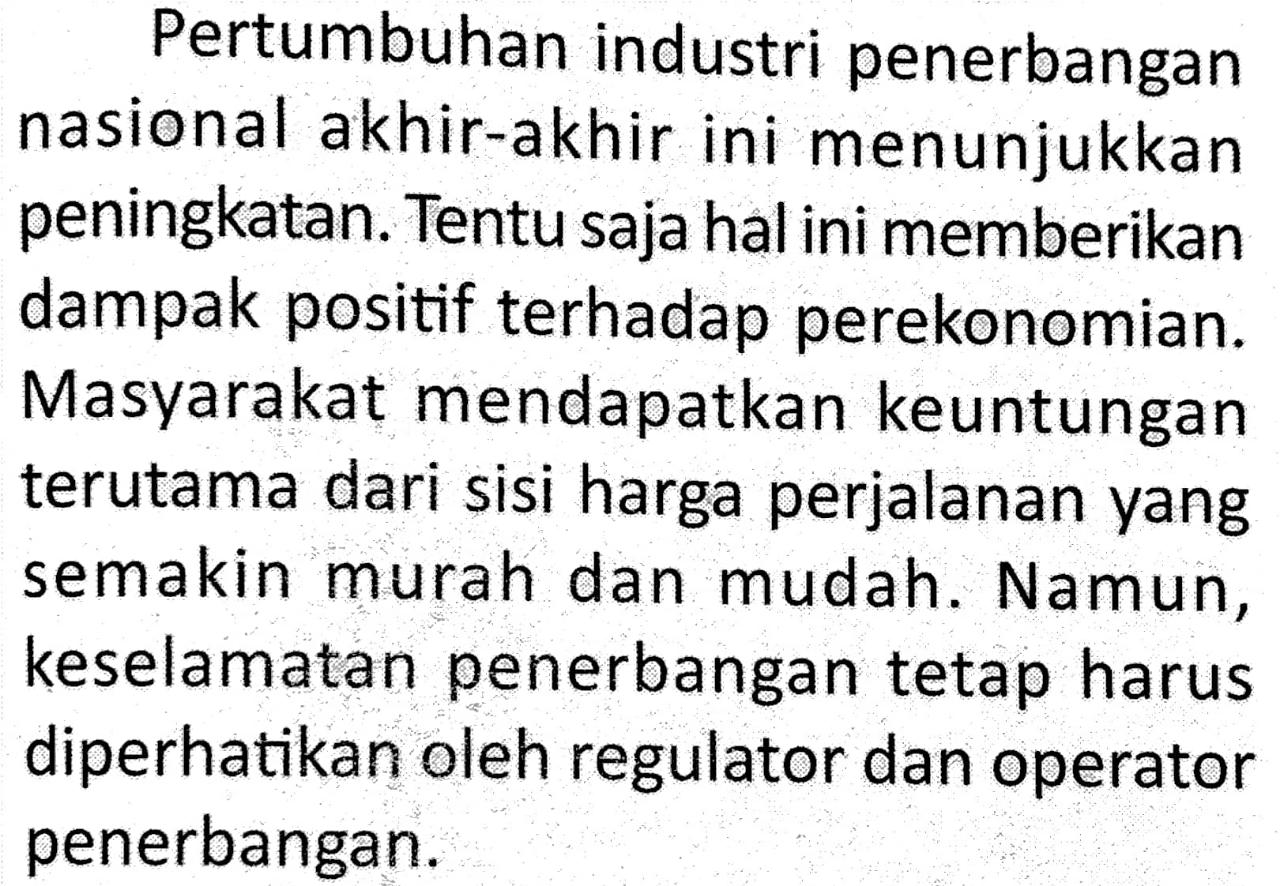 Pertumbuhan industri penerbangan
nasional akhir-akhir ini menunjukkan
peningkatan. Tentu saja hal ini memberikan
dampak positif terhadap perekonomian.
Masyarakat mendapatkan keuntungan
terutama dari sisi harga perjalanan yang
semakin murah dan mudah. Namun,
keselamatan penerbangan tetap harus
diperhatikan oleh regulator dan operator
penerbangan.